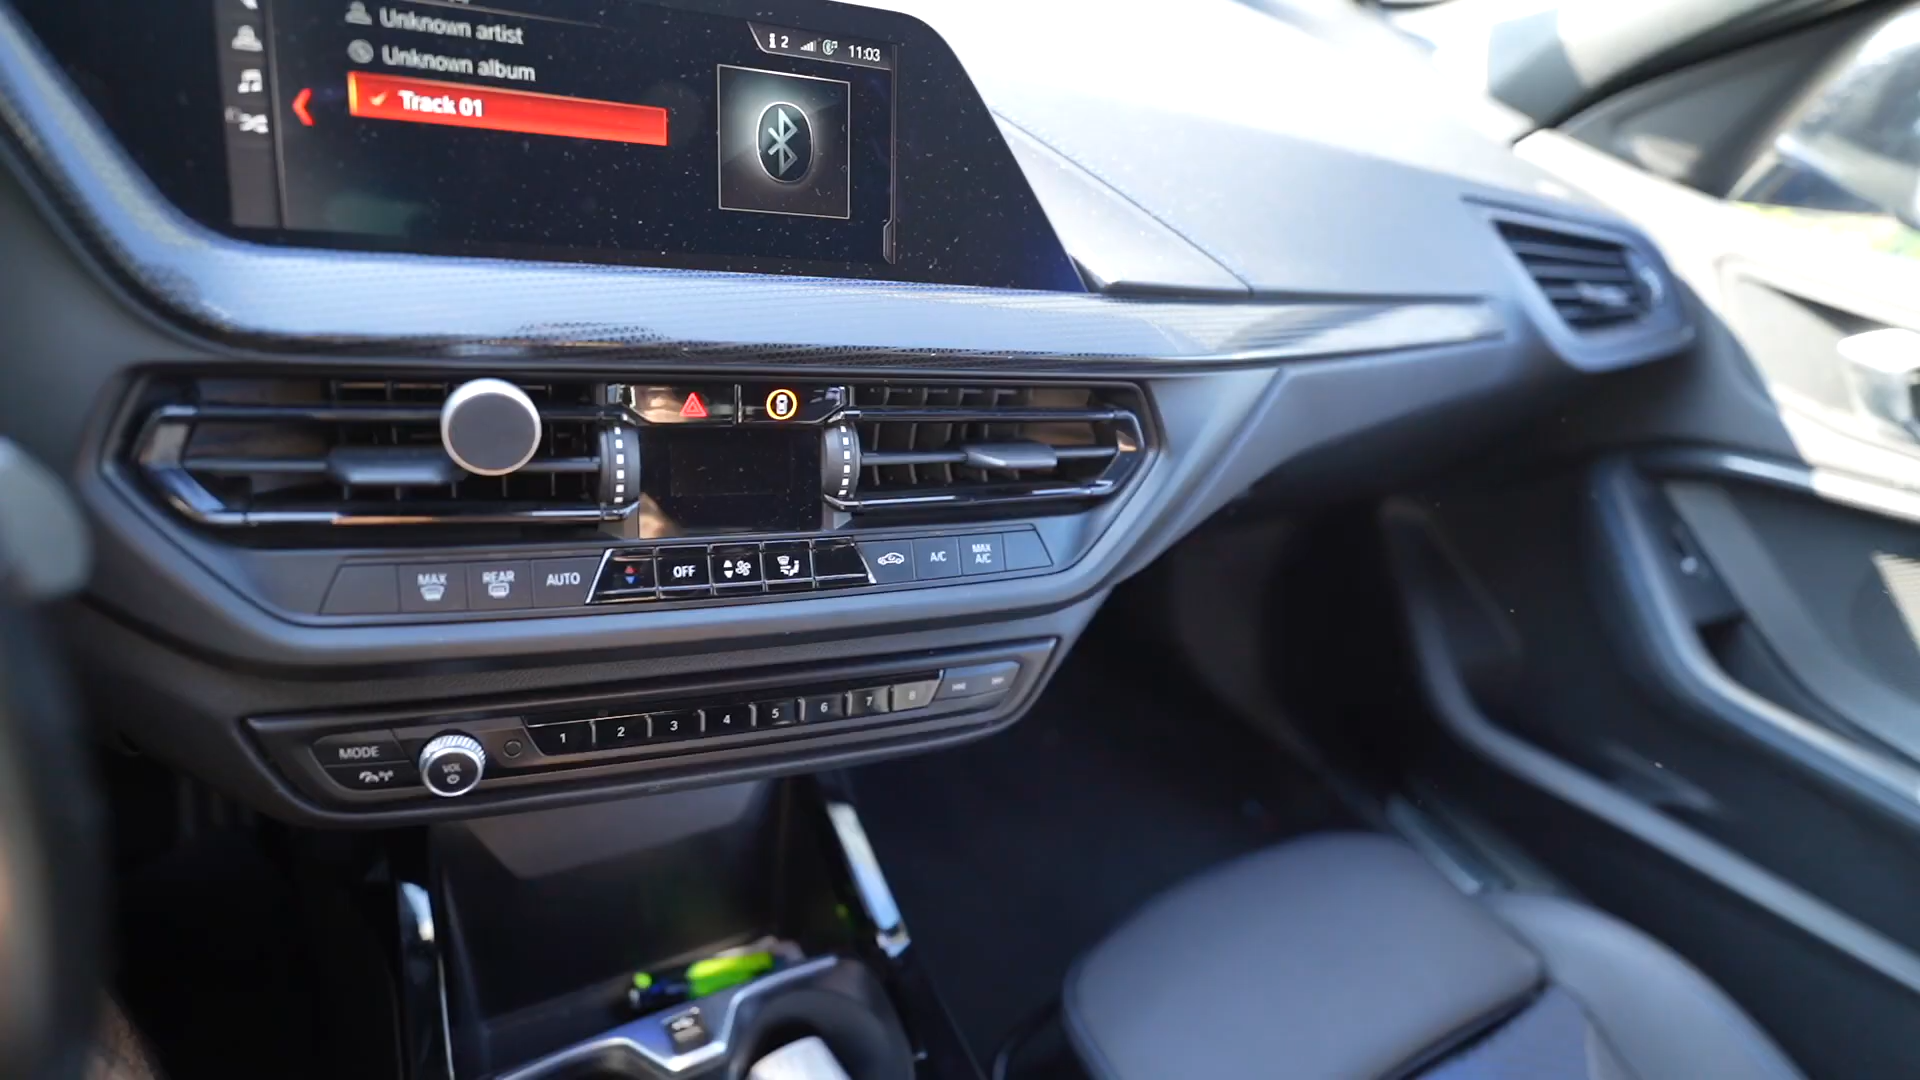 Unknown artist
2 11:03
Unknown album
Track 01
MAX
REAR
AUTO
OFF
A/C
MAX
A/C
MODE
VOL
1 2 3 4 5 6 7 8